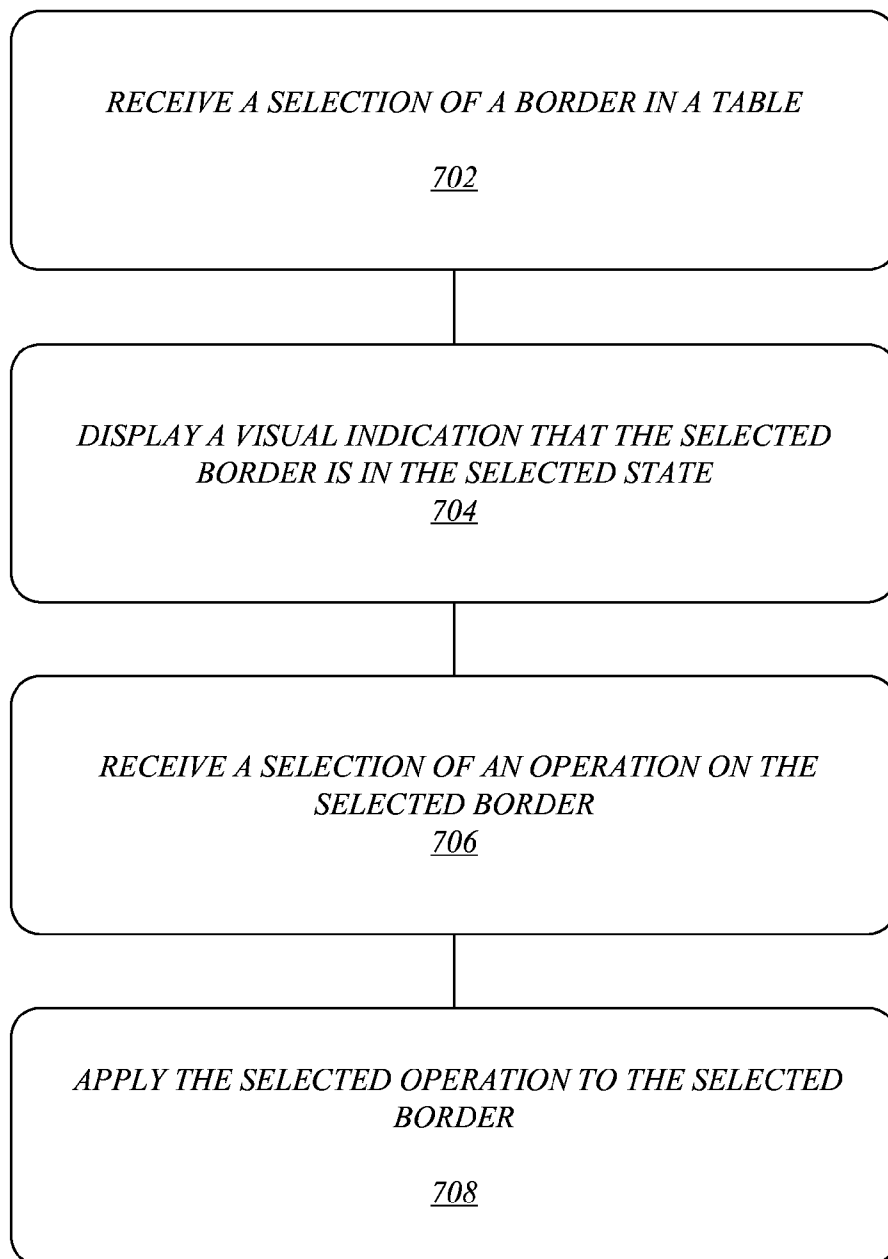 RECEIVE A SELECTION OF A BORDER IN A TABLE
702
DISPLAY A VISUAL INDICATION THAT THE SELECTED
BORDER IS IN THE SELECTED STATE
704
RECEIVE A SELECTION OF AN OPERATION ON THE
SELECTED BORDER
706
APPLY THE SELECTED OPERATION TO THE SELECTED
BORDER
708